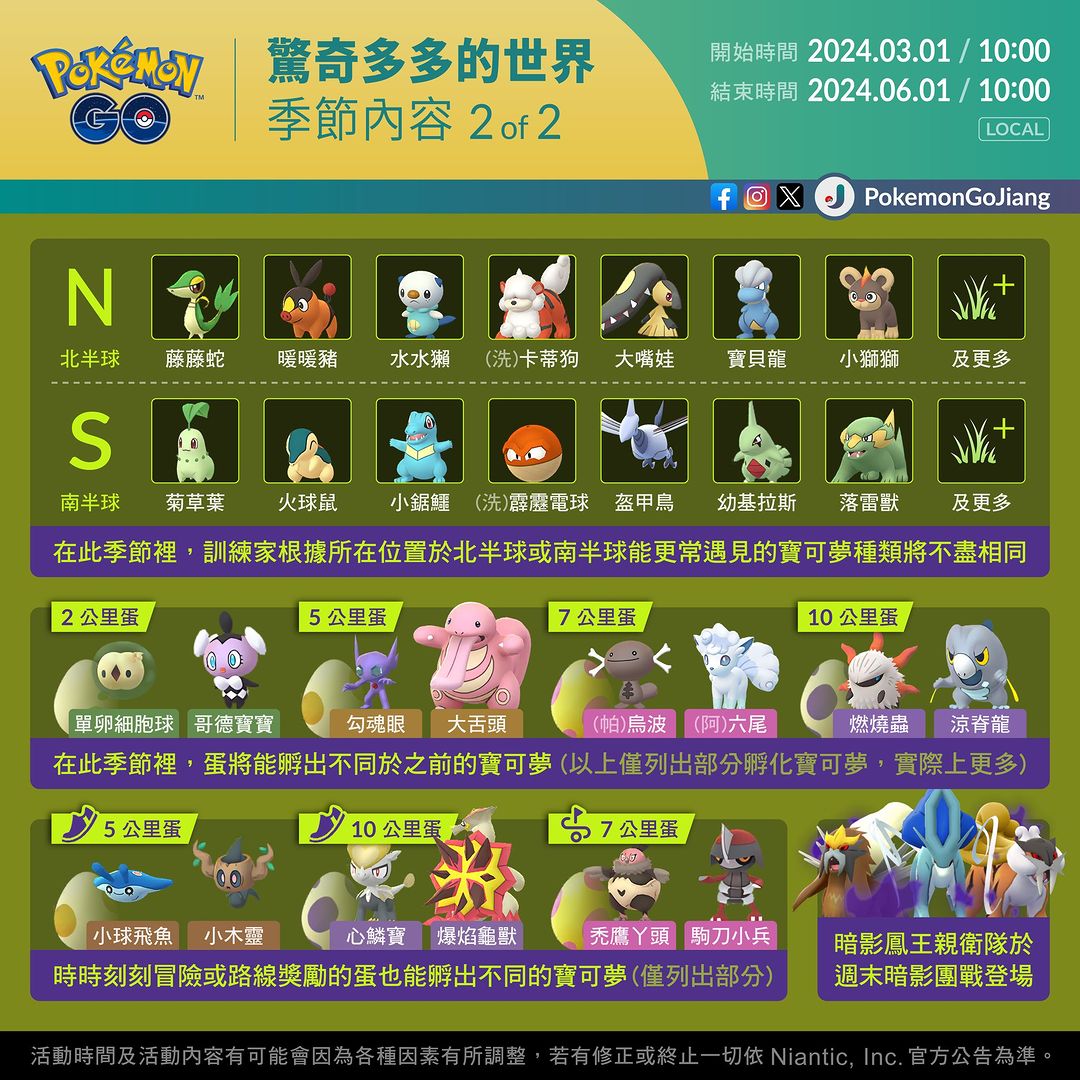 POKÉMON GO™
驚奇多多的世界
季節內容 2 of 2
開始時間 2024.03.01 / 10:00
結束時間 2024.06.01 / 10:00
LOCAL
PokemonGoJiang
N
北半球 藤藤蛇 暖暖豬 水水獺 (洗)卡蒂狗 大嘴娃 寶貝龍 小獅獅 及更多
S
南半球 菊草葉 火球鼠 小鋸鱷 (洗)霹靂電球 盔甲鳥 幼基拉斯 落雷獸 及更多
在此季節裡，訓練家根據所在位置於北半球或南半球能更常遇見的寶可夢種類將不盡相同
2 公里蛋 5 公里蛋 7 公里蛋 10 公里蛋
單卵細胞球 哥德寶寶 勾魂眼 大舌頭 (帕)烏波 (阿)六尾 燃燒蟲 涼脊龍
在此季節裡，蛋將能孵出不同於之前的寶可夢 (以上僅列出部分孵化寶可夢，實際上更多)
5 公里蛋 10 公里蛋 7 公里蛋
小球飛魚 小木靈 心鱗寶 爆焰龜獸 禿鷹丫頭 駒刀小兵
時時刻刻冒險或路線獎勵的蛋也能孵出不同的寶可夢 (僅列出部分)
暗影鳳王親衛隊於
週末暗影團戰登場
活動時間及活動內容有可能會因為各種因素有所調整，若有修正或終止一切依 Niantic, Inc. 官方公告為準。